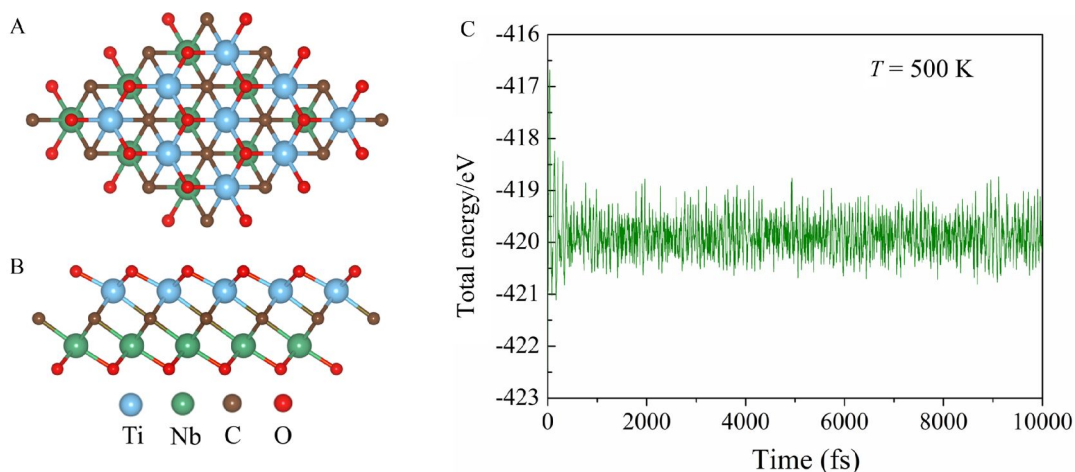 A
B
Ti Nb C O
C
T = 500 K
Total energy/eV
-416
-417
-418
-419
-420
-421
-422
-423
0 2000 4000 6000 8000 10000
Time (fs)